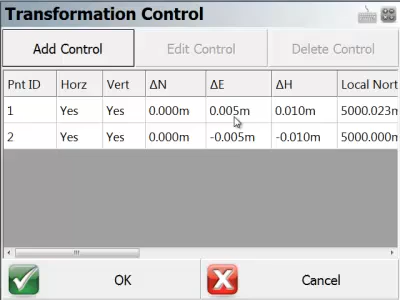 Transformation Control
Add Control Edit Control Delete Control
Pnt ID Horz Vert ΔN ΔE ΔH Local Nort
1 Yes Yes 0.000m 0.005m 0.010m 5000.023m
2 Yes Yes 0.000m -0.005m -0.010m 5000.000m
OK Cancel